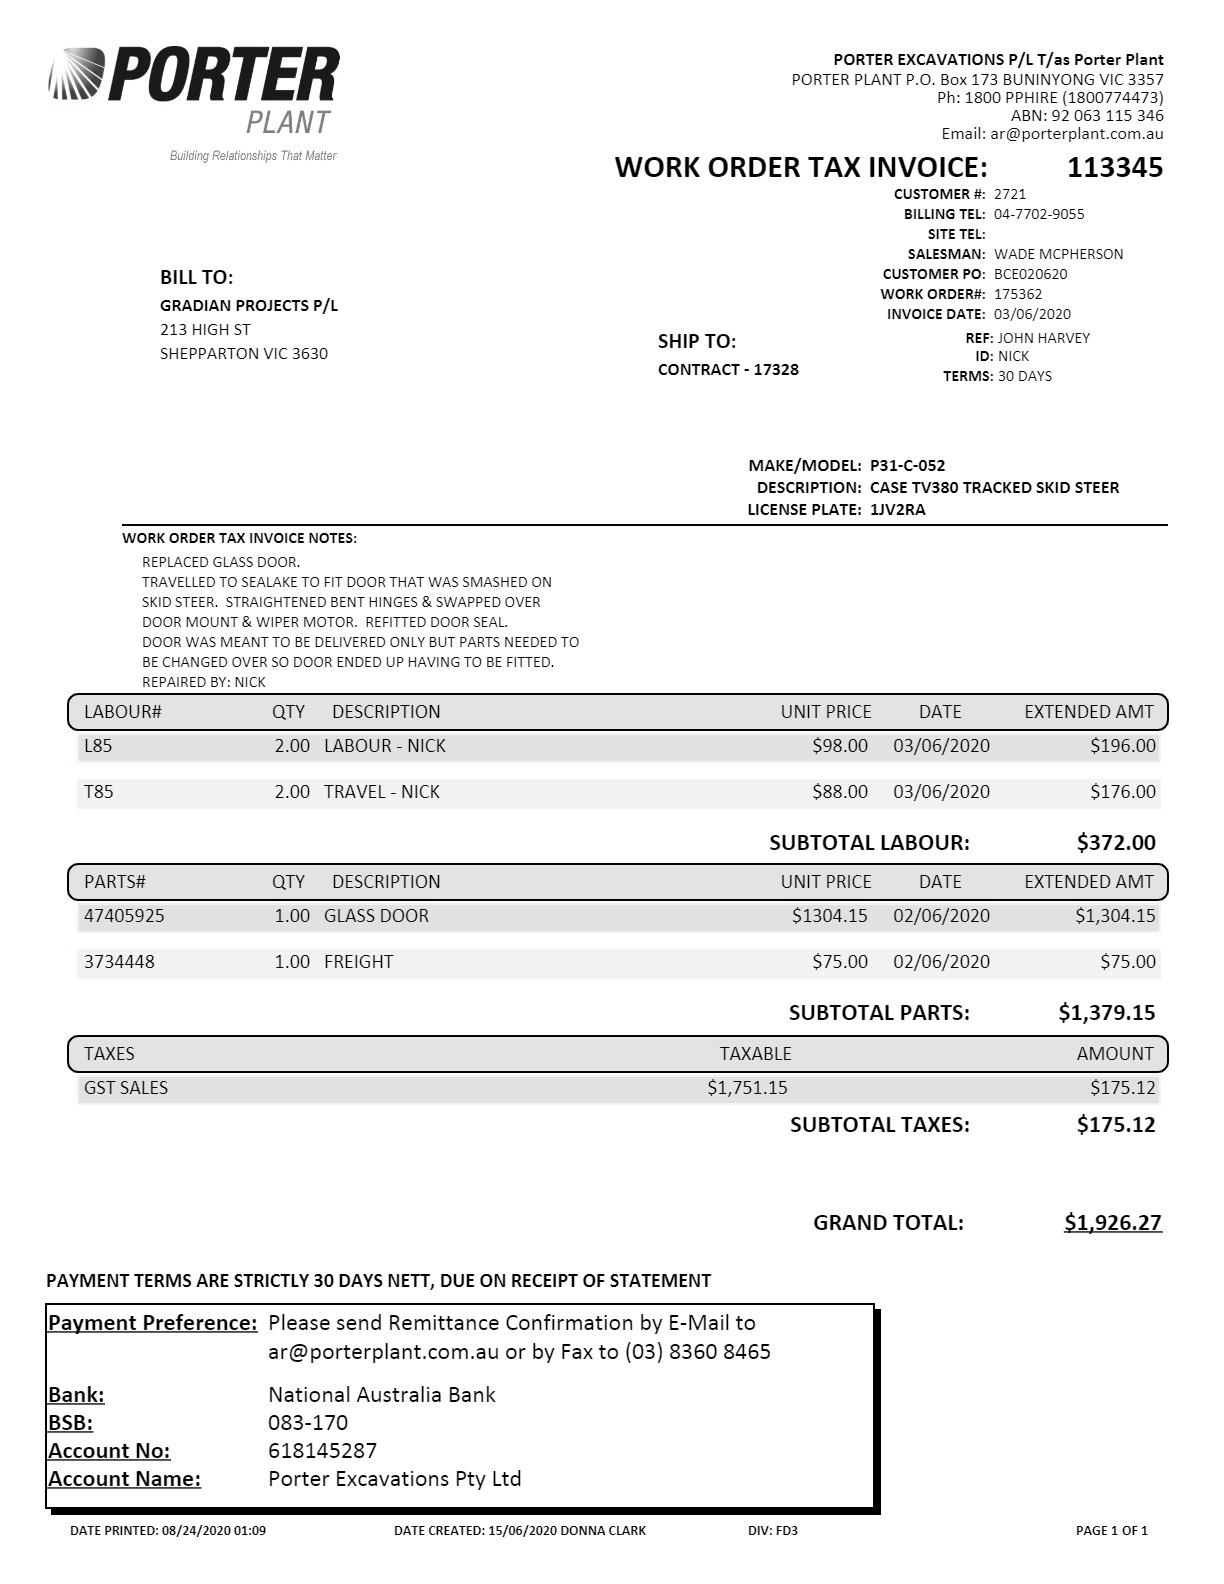 PORTER
PLANT
Building Relationships That Matter
PORTER EXCAVATIONS P/L T/as Porter Plant
PORTER PLANT P.O. Box 173 BUNINYONG VIC 3357
Ph: 1800 PPHIRE (1800774473)
ABN: 92 063 115 346
Email: ar@porterplant.com.au
WORK ORDER TAX INVOICE: 113345
CUSTOMER #: 2721
BILLING TEL: 04-7702-9055
SITE TEL:
SALESMAN: WADE MCPHERSON
CUSTOMER PO: BCE020620
WORK ORDER#: 175362
INVOICE DATE: 03/06/2020
REF: JOHN HARVEY
ID: NICK
TERMS: 30 DAYS
BILL TO:
GRADIAN PROJECTS P/L
213 HIGH ST
SHEPPARTON VIC 3630
SHIP TO:
CONTRACT - 17328
MAKE/MODEL: P31-C-052
DESCRIPTION: CASE TV380 TRACKED SKID STEER
LICENSE PLATE: 1JV2RA
WORK ORDER TAX INVOICE NOTES:
REPLACED GLASS DOOR.
TRAVELLED TO SEALAKE TO FIT DOOR THAT WAS SMASHED ON
SKID STEER. STRAIGHTENED BENT HINGES & SWAPPED OVER
DOOR MOUNT & WIPER MOTOR. REFITTED DOOR SEAL.
DOOR WAS MEANT TO BE DELIVERED ONLY BUT PARTS NEEDED TO
BE CHANGED OVER SO DOOR ENDED UP HAVING TO BE FITTED.
REPAIRED BY: NICK
LABOUR# QTY DESCRIPTION UNIT PRICE DATE EXTENDED AMT
L85 2.00 LABOUR - NICK $98.00 03/06/2020 $196.00
T85 2.00 TRAVEL - NICK $88.00 03/06/2020 $176.00
SUBTOTAL LABOUR: $372.00
PARTS# QTY DESCRIPTION UNIT PRICE DATE EXTENDED AMT
47405925 1.00 GLASS DOOR $1304.15 02/06/2020 $1,304.15
3734448 1.00 FREIGHT $75.00 02/06/2020 $75.00
SUBTOTAL PARTS: $1,379.15
TAXES TAXABLE AMOUNT
GST SALES $1,751.15 $175.12
SUBTOTAL TAXES: $175.12
GRAND TOTAL: $1,926.27
PAYMENT TERMS ARE STRICTLY 30 DAYS NETT, DUE ON RECEIPT OF STATEMENT
Payment Preference: Please send Remittance Confirmation by E-Mail to
ar@porterplant.com.au or by Fax to (03) 8360 8465
Bank: National Australia Bank
BSB: 083-170
Account No: 618145287
Account Name: Porter Excavations Pty Ltd
DATE PRINTED: 08/24/2020 01:09 DATE CREATED: 15/06/2020 DONNA CLARK DIV: FD3 PAGE 1 OF 1